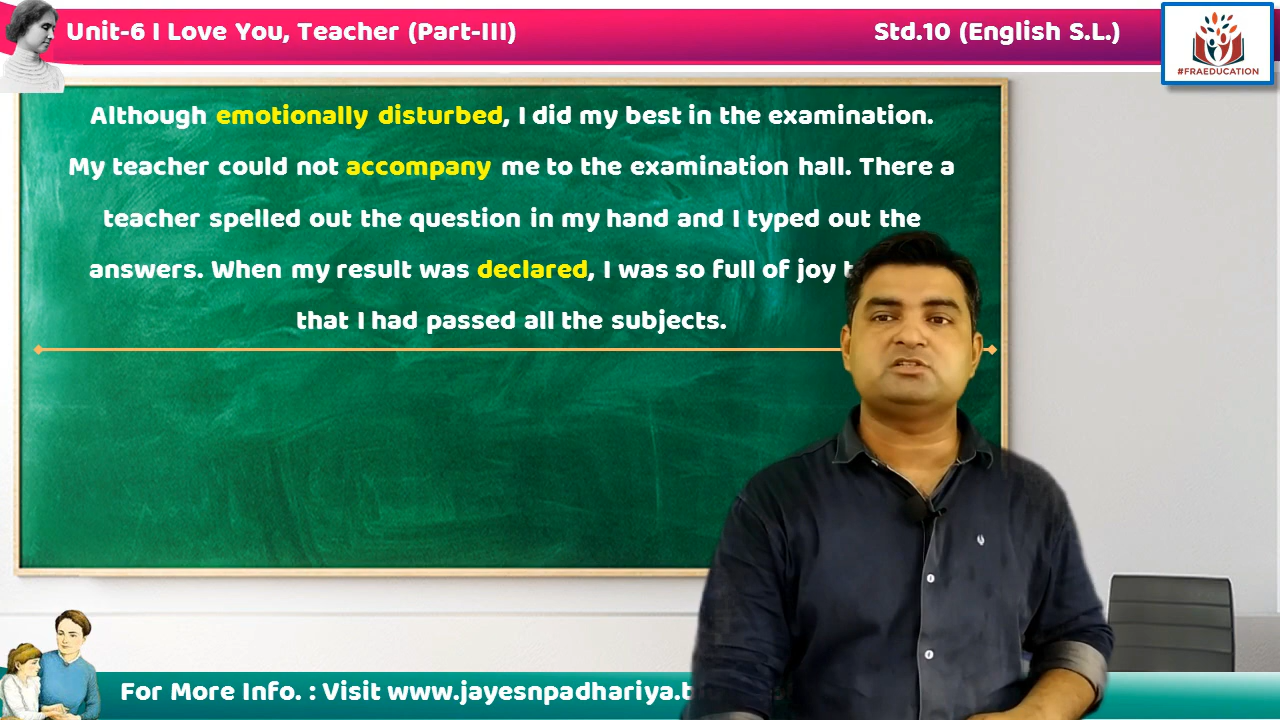 Unit-6 I Love You, Teacher (Part-III)
Std.10 (English S.L.)
#FRAEDUCATION
Although emotionally disturbed, I did my best in the examination.
My teacher could not accompany me to the examination hall. There a
teacher spelled out the question in my hand and I typed out the
answers. When my result was declared, I was so full of joy
that I had passed all the subjects.
For More Info. : Visit www.jayesnpadhariya.